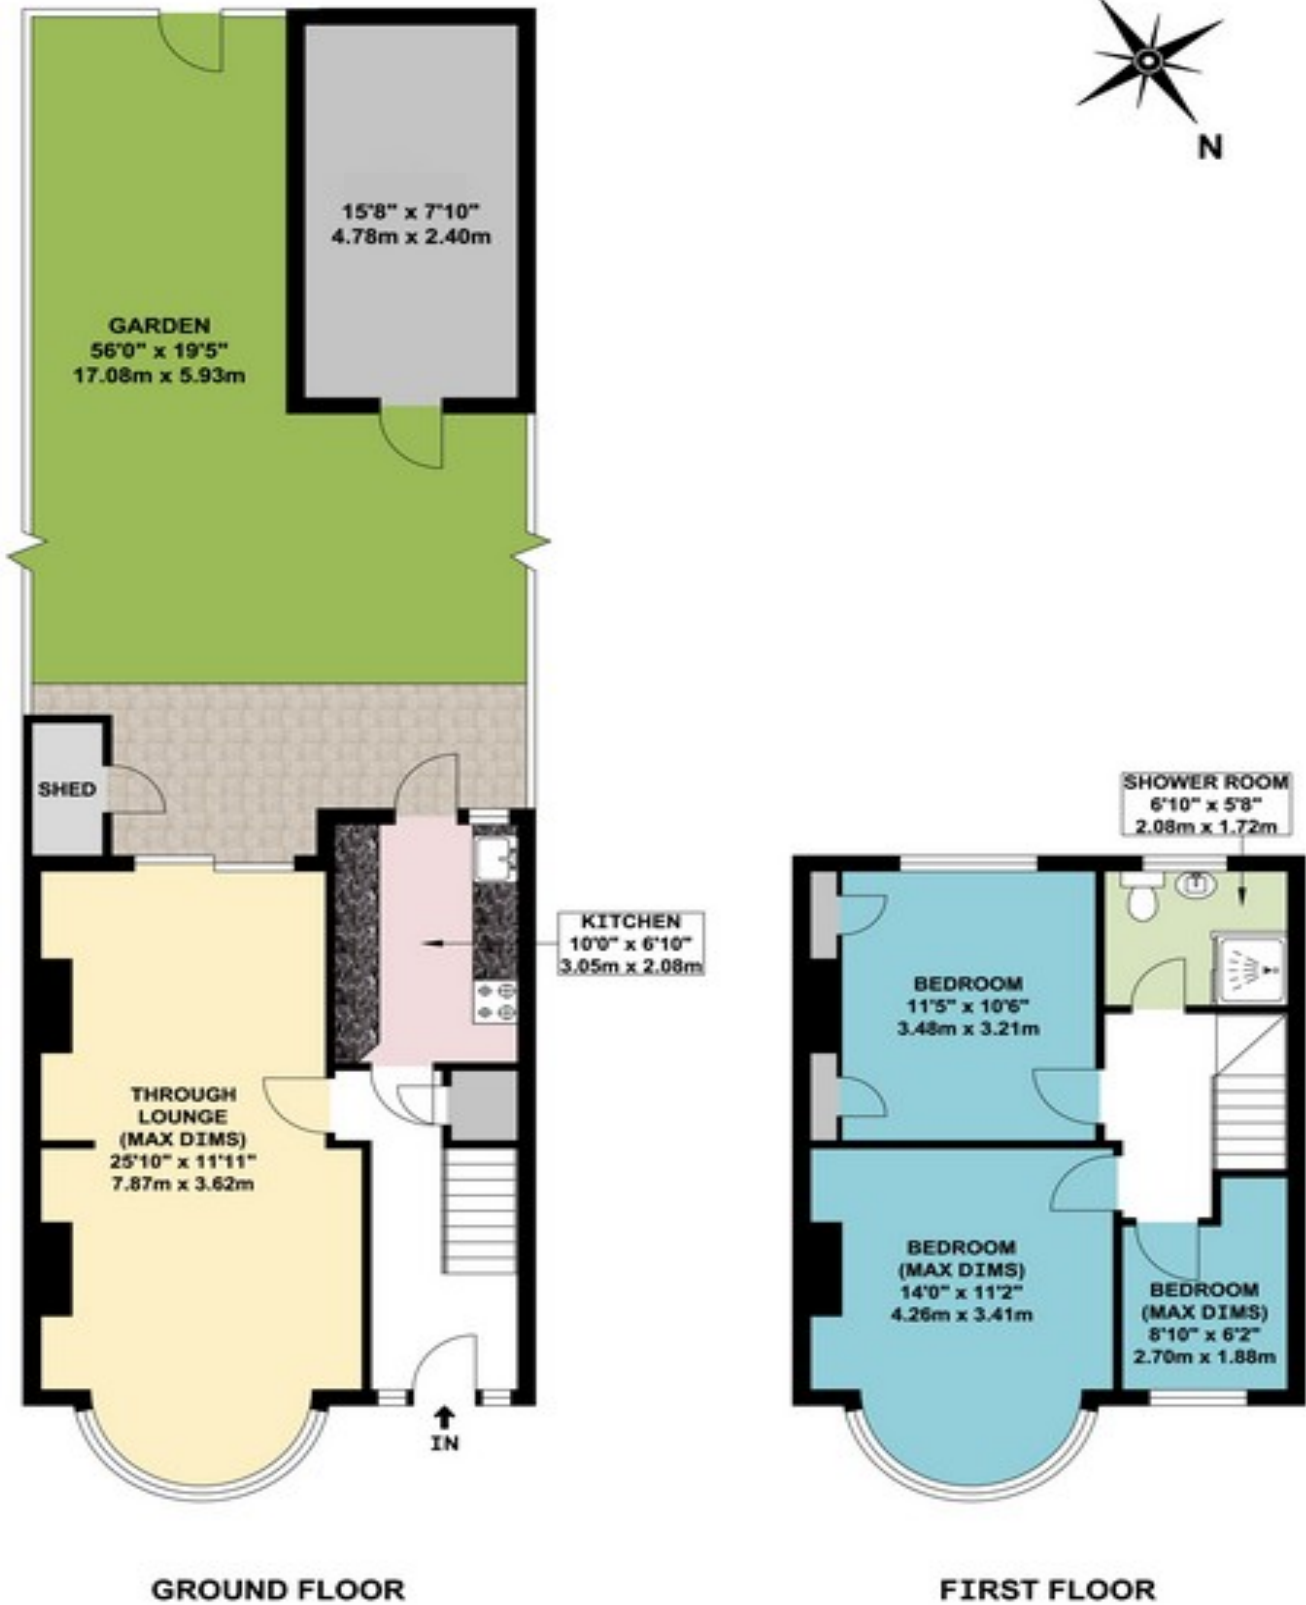 N
15'8" x 7'10"
4.78m x 2.40m
GARDEN
56'0" x 19'5"
17.08m x 5.93m
SHED
KITCHEN
10'0" x 6'10"
3.05m x 2.08m
THROUGH
LOUNGE
(MAX DIMS)
25'10" x 11'11"
7.87m x 3.62m
IN
GROUND FLOOR
SHOWER ROOM
6'10" x 5'8"
2.08m x 1.72m
BEDROOM
11'5" x 10'6"
3.48m x 3.21m
BEDROOM
(MAX DIMS)
14'0" x 11'2"
4.26m x 3.41m
BEDROOM
(MAX DIMS)
8'10" x 6'2"
2.70m x 1.88m
FIRST FLOOR